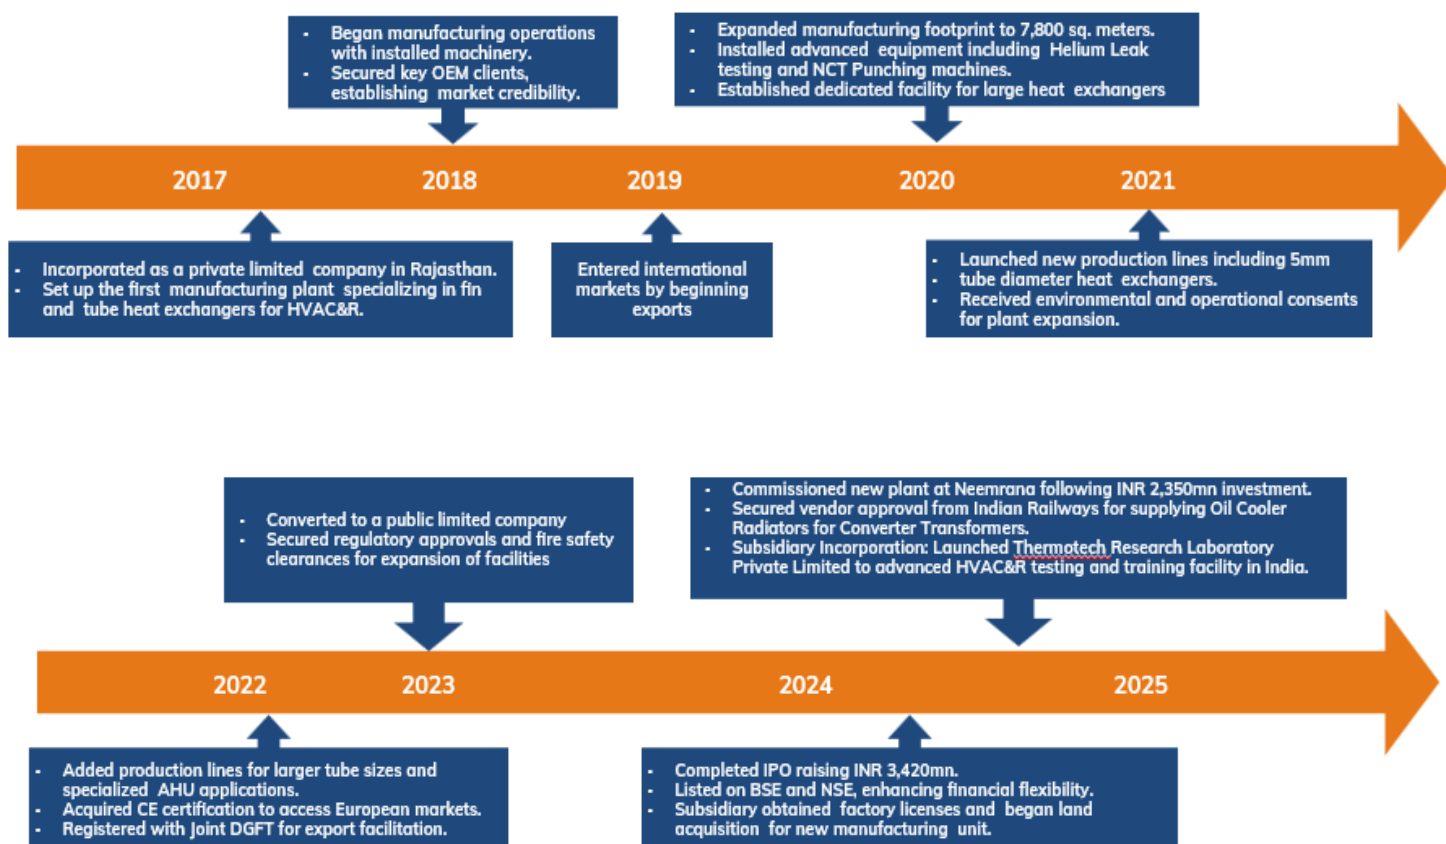 - Began manufacturing operations
with installed machinery.
- Secured key OEM clients,
establishing market credibility.
- Expanded manufacturing footprint to 7,800 sq. meters.
- Installed advanced equipment including Helium Leak
testing and NCT Punching machines.
- Established dedicated facility for large heat exchangers
2017
2018
2019
2020
2021
- Incorporated as a private limited company in Rajasthan.
- Set up the first manufacturing plant specializing in fin
and tube heat exchangers for HVAC&R.
Entered international
markets by beginning
exports
- Launched new production lines including 5mm
- tube diameter heat exchangers.
- Received environmental and operational consents
for plant expansion.
- Converted to a public limited company
- Secured regulatory approvals and fire safety
clearances for expansion of facilities
- Commissioned new plant at Neemrana following INR 2,350mn investment.
- Secured vendor approval from Indian Railways for supplying Oil Cooler
Radiators for Converter Transformers.
- Subsidiary Incorporation: Launched Thermotech Research Laboratory
Private Limited to advanced HVAC&R testing and training facility in India.
2022
2023
2024
2025
- Added production lines for larger tube sizes and
specialized AHU applications.
- Acquired CE certification to access European markets.
- Registered with Joint DGFT for export facilitation.
- Completed IPO raising INR 3,420mn.
- Listed on BSE and NSE, enhancing financial flexibility.
- Subsidiary obtained factory licenses and began land
acquisition for new manufacturing unit.